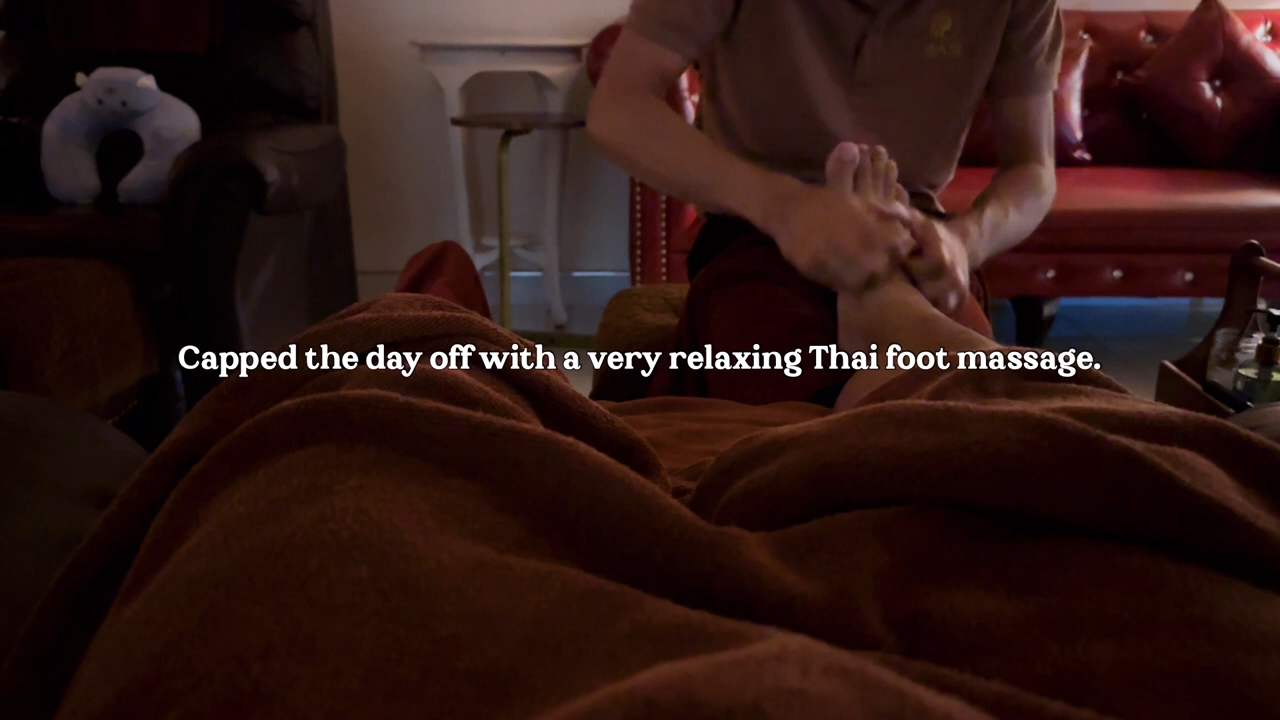 Capped the day off with a very relaxing Thai foot massage.